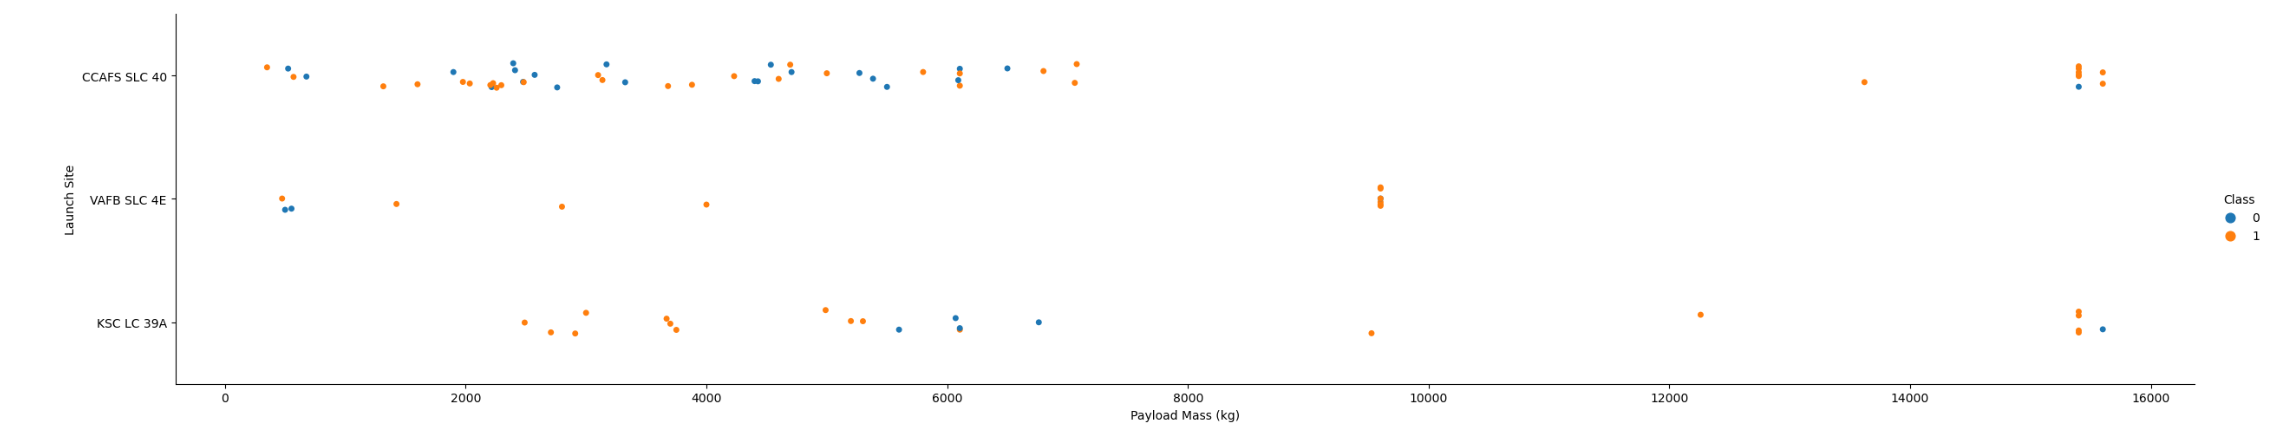 Launch Site
CCAFS SLC 40
VAFB SLC 4E
KSC LC 39A
0 2000 4000 6000 8000 10000 12000 14000 16000
Payload Mass (kg)
Class
0
1